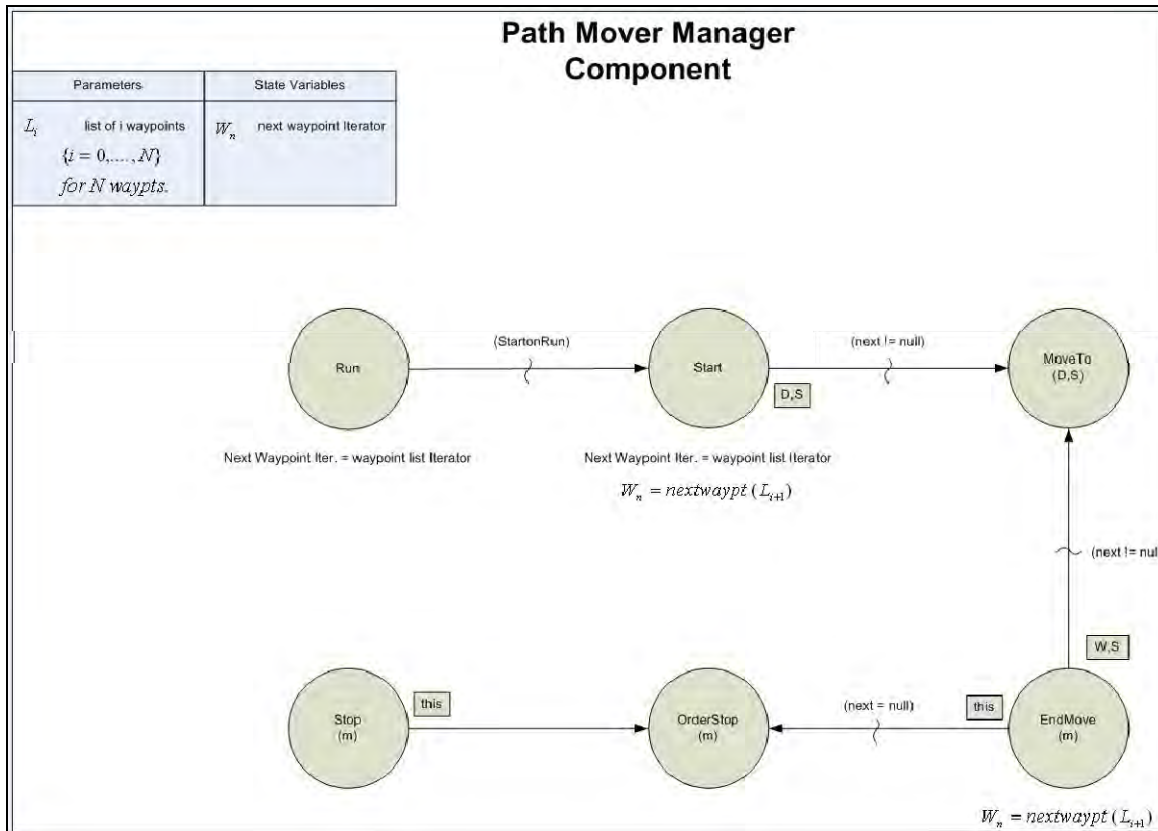 Path Mover Manager
Component
Parameters
State Variables
L_i list of i waypoints
{i = 0,...., N}
for N waypts.
W_n next waypoint Iterator
Run
(StartonRun)
Start
D,S
(next != null)
MoveTo
(D,S)
Next Waypoint Iter. = waypoint list Iterator
Next Waypoint Iter. = waypoint list Iterator
W_n = nextwaypt (L_{i+1})
(next != nul
W,S
Stop
(m)
this
OrderStop
(m)
(next = null)
this
EndMove
(m)
W_n = nextwaypt (L_{i+1})